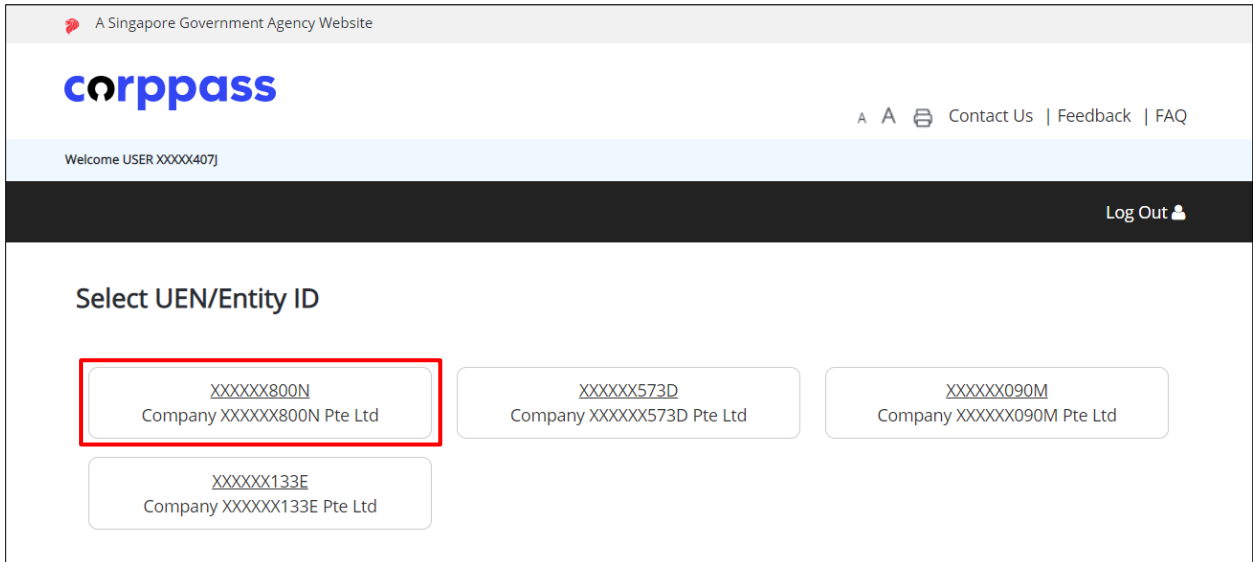 A Singapore Government Agency Website
corppass
A A Contact Us | Feedback | FAQ
Welcome USER XXXXX407J
Log Out
Select UEN/Entity ID
XXXXXX800N
Company XXXXXX800N Pte Ltd
XXXXXX573D
Company XXXXXX573D Pte Ltd
XXXXXX090M
Company XXXXXX090M Pte Ltd
XXXXXX133E
Company XXXXXX133E Pte Ltd